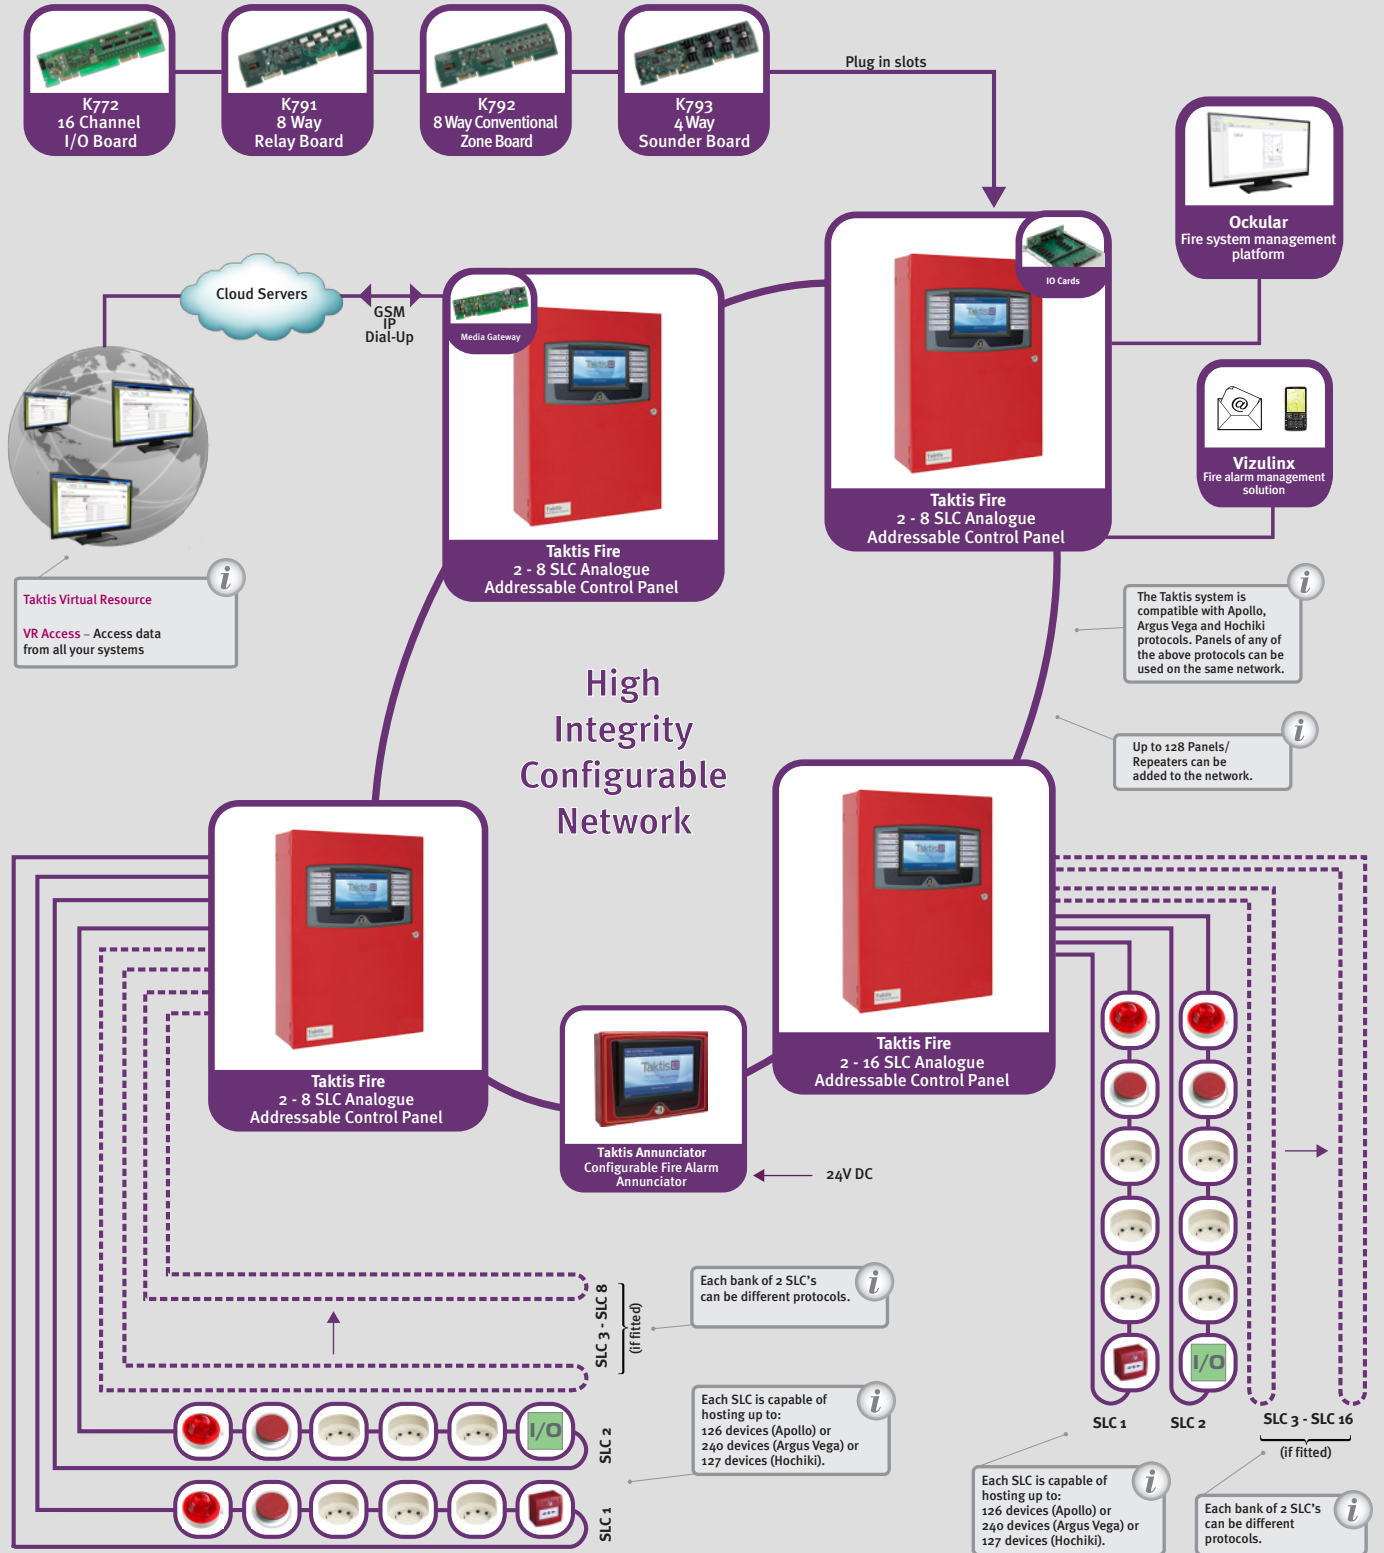 K772
16 Channel
I/O Board
K791
8 Way
Relay Board
K792
8 Way Conventional
Zone Board
K793
4 Way
Sounder Board
Plug in slots
Ockular
Fire system management
platform
IO Cards
Taktis
Taktis
Taktis Fire
2 - 8 SLC Analogue
Addressable Control Panel
@
Vizulinx
Fire alarm management
solution
Cloud Servers
GSM
IP
Dial-Up
Media Gateway
Taktis
Taktis
Taktis Fire
2 - 8 SLC Analogue
Addressable Control Panel
i
Taktis Virtual Resource
VR Access – Access data
from all your systems
i
The Taktis system is
compatible with Apollo,
Argus Vega and Hochiki
protocols. Panels of any of
the above protocols can be
used on the same network.
i
Up to 128 Panels/
Repeaters can be
added to the network.
High
Integrity
Configurable
Network
Taktis
Taktis
Taktis Fire
2 - 8 SLC Analogue
Addressable Control Panel
Taktis
Taktis
Taktis Fire
2 - 16 SLC Analogue
Addressable Control Panel
Taktis
Taktis Annunciator
Configurable Fire Alarm
Annunciator
24V DC
SLC 3 - SLC 8
(if fitted)
i
Each bank of 2 SLC's
can be different protocols.
i
Each SLC is capable of
hosting up to:
126 devices (Apollo) or
240 devices (Argus Vega) or
127 devices (Hochiki).
I/O
SLC 2
SLC 1
I/O
SLC 1
SLC 2
SLC 3 - SLC 16
(if fitted)
i
Each SLC is capable of
hosting up to:
126 devices (Apollo) or
240 devices (Argus Vega) or
127 devices (Hochiki).
i
Each bank of 2 SLC's
can be different
protocols.